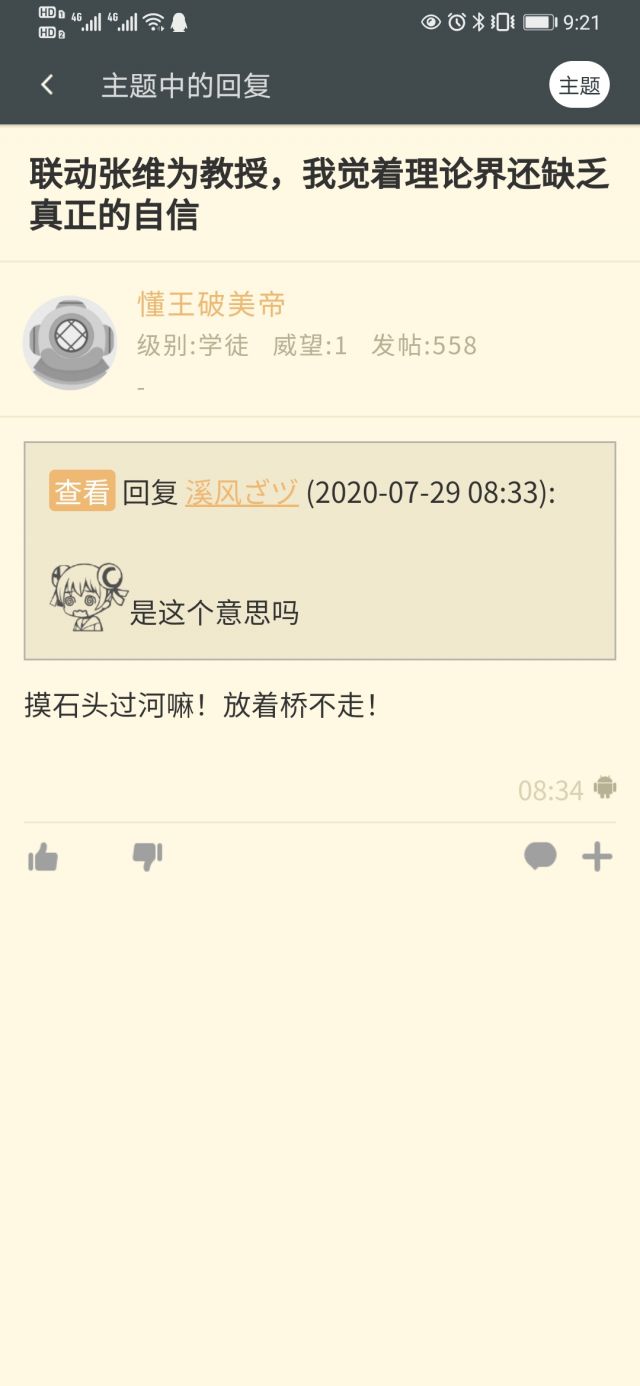 HD 1 4G 4G 9:21
HD 2
主题中的回复
主题
联动张维为教授，我觉着理论界还缺乏
真正的自信
懂王破美帝
级别:学徒 威望:1 发帖:558
-
查看 回复 溪风ざヅ (2020-07-29 08:33):
是这个意思吗
摸石头过河嘛！放着桥不走！
08:34